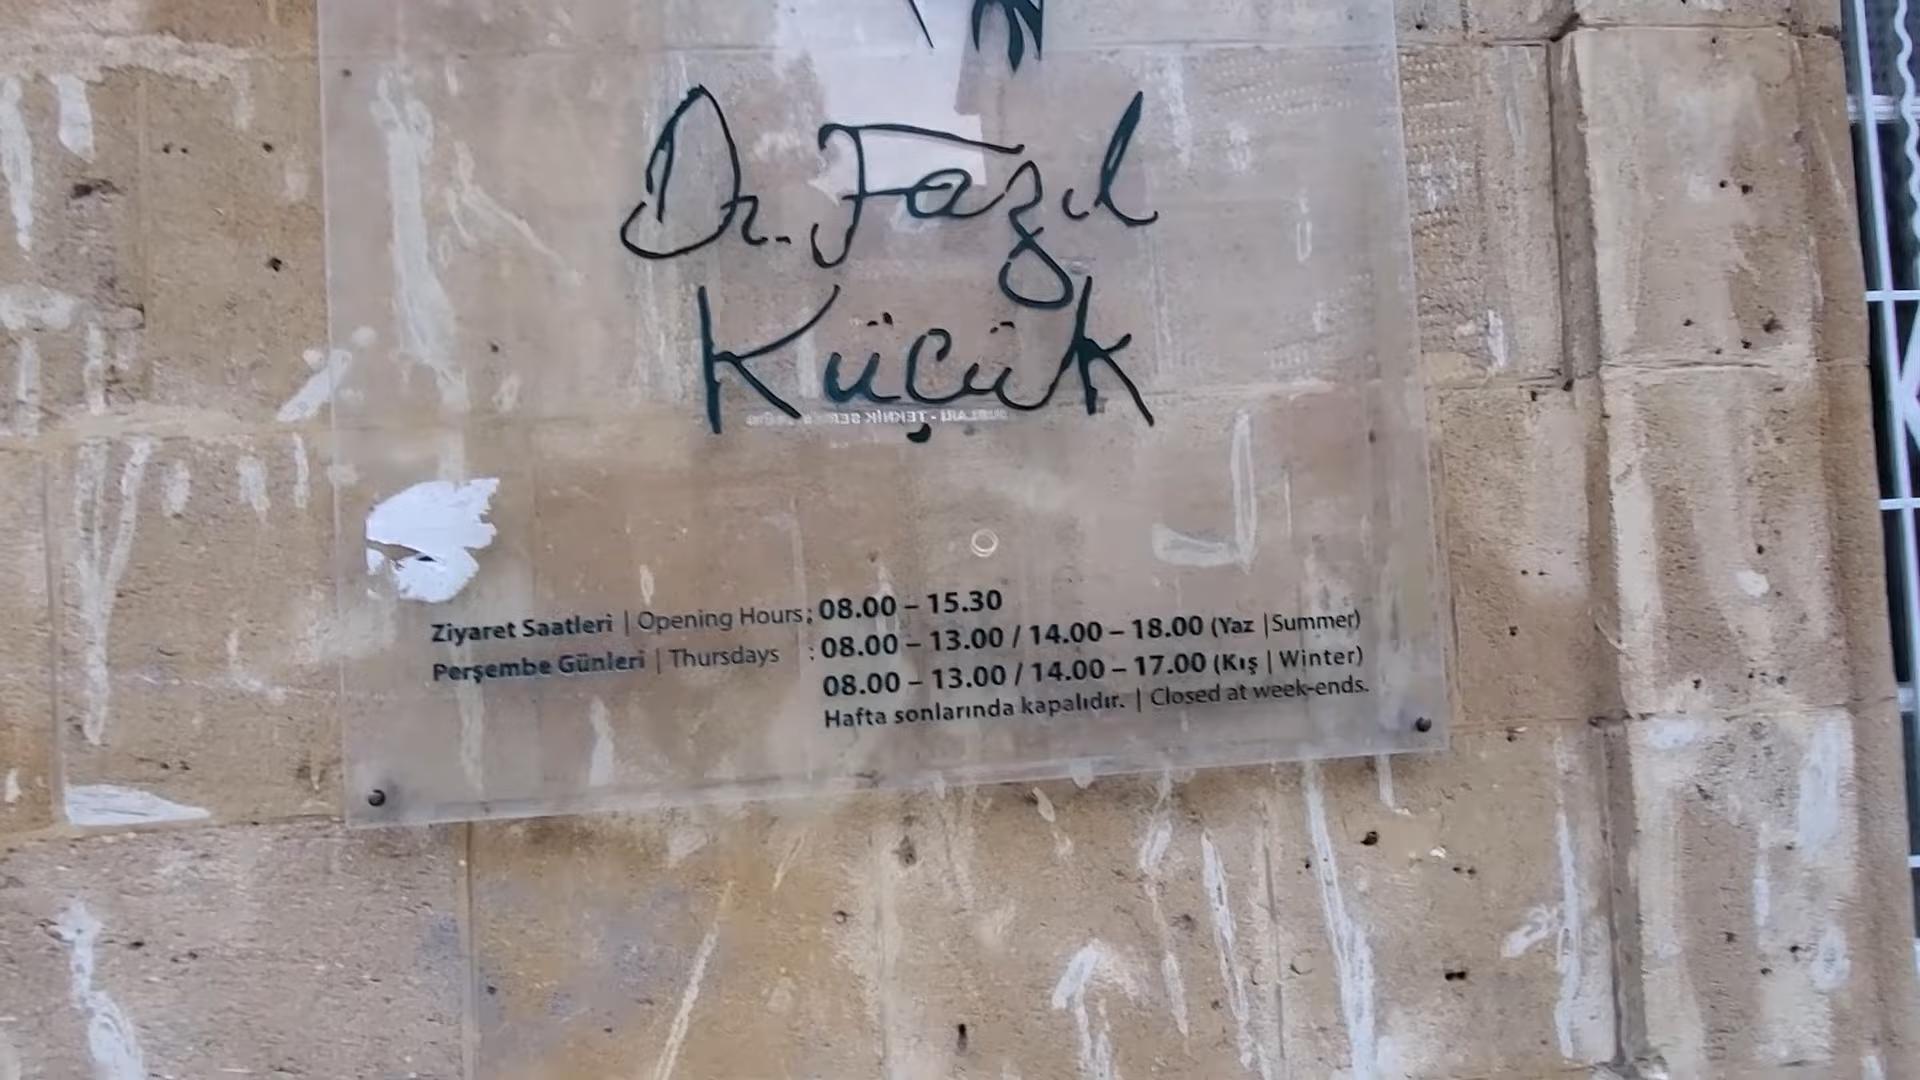 Dr. Fazıl
Küçük
Ziyaret Saatleri | Opening Hours : 08.00 – 15.30
Perşembe Günleri | Thursdays : 08.00 – 13.00 / 14.00 – 18.00 (Yaz | Summer)
08.00 – 13.00 / 14.00 – 17.00 (Kış | Winter)
Hafta sonlarında kapalıdır. | Closed at week-ends.